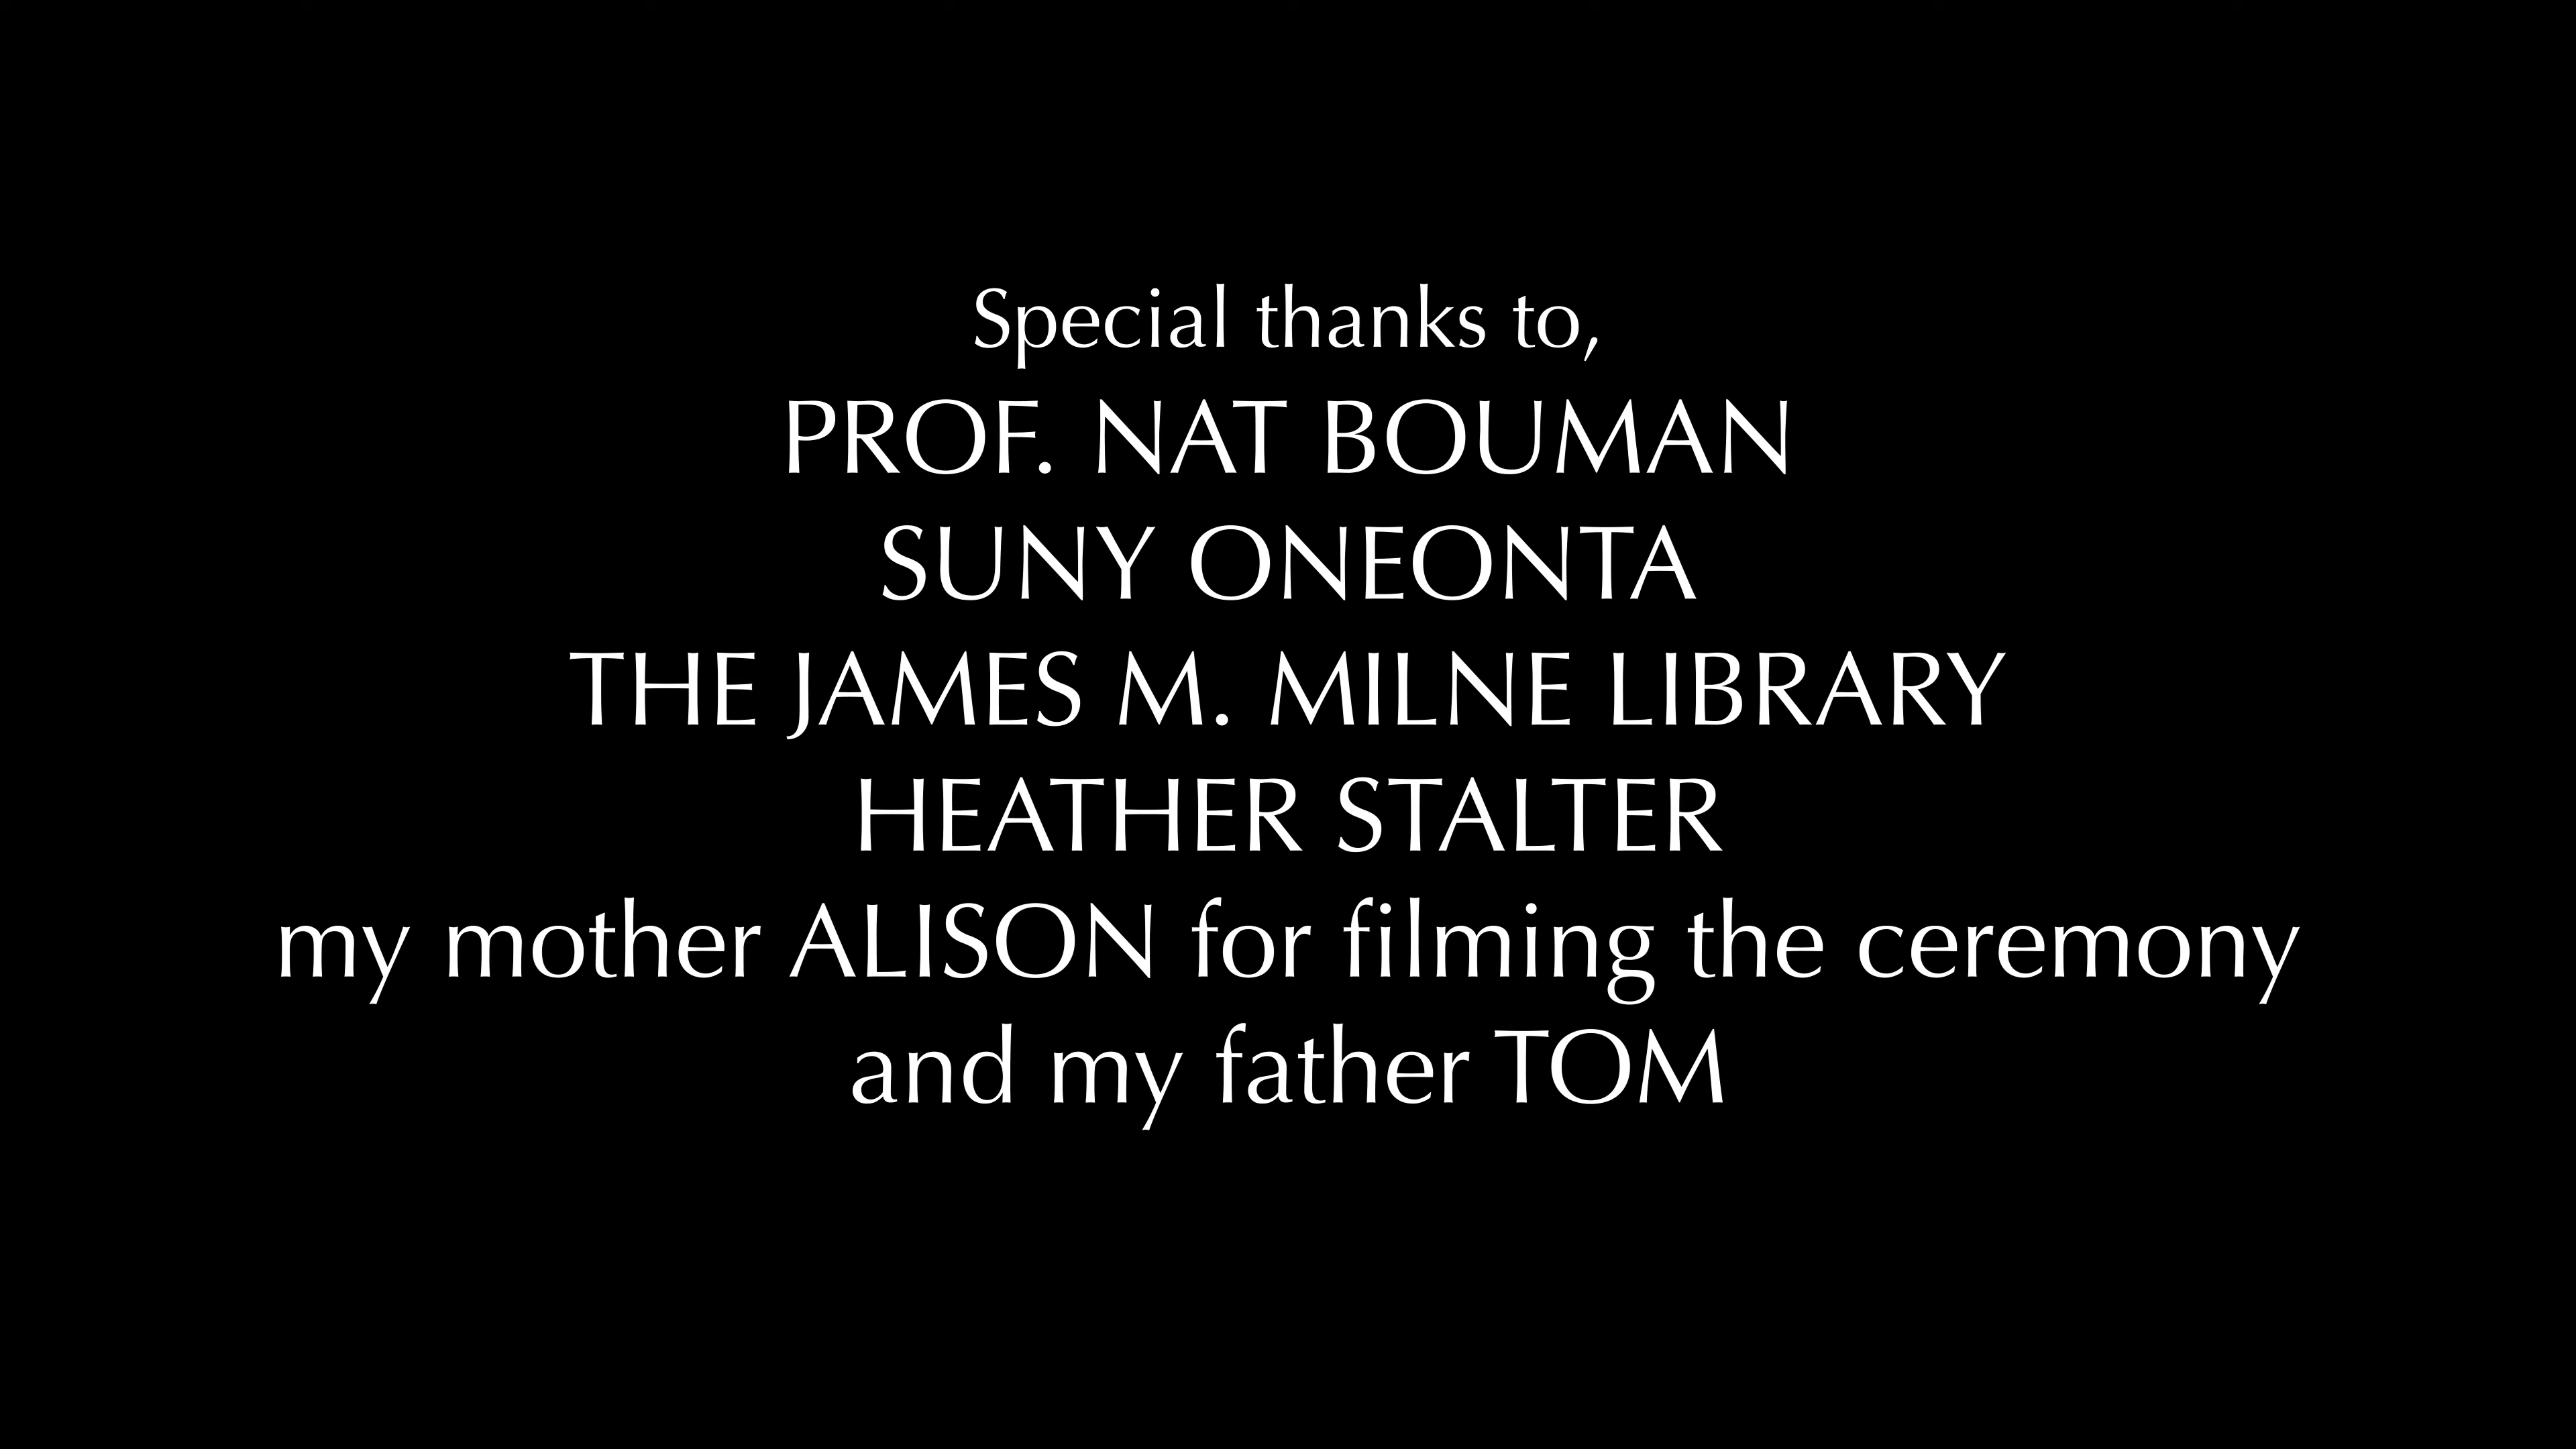 Special thanks to,
PROF. NAT BOUMAN
SUNY ONEONTA
THE JAMES M. MILNE LIBRARY
HEATHER STALTER
my mother ALISON for filming the ceremony
and my father TOM